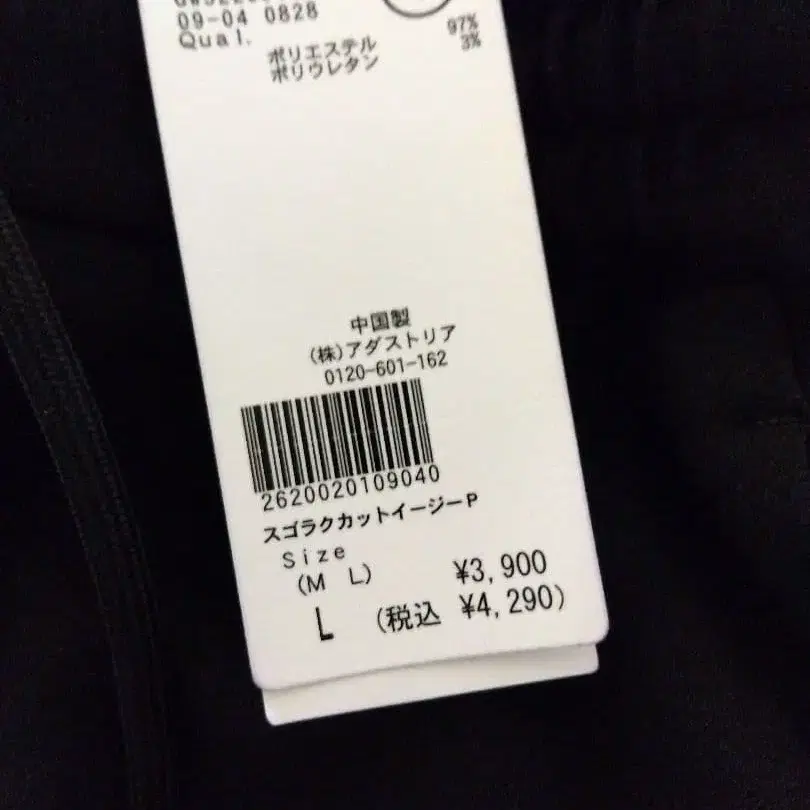 09-04 0828
Qual.
ポリエステル 97%
ポリウレタン 3%
中国製
(株)アダストリア
0120-601-162
2620020109040
スゴラクカットイージーP
Size
(M L) ¥3,900
L (税込 ¥4,290)